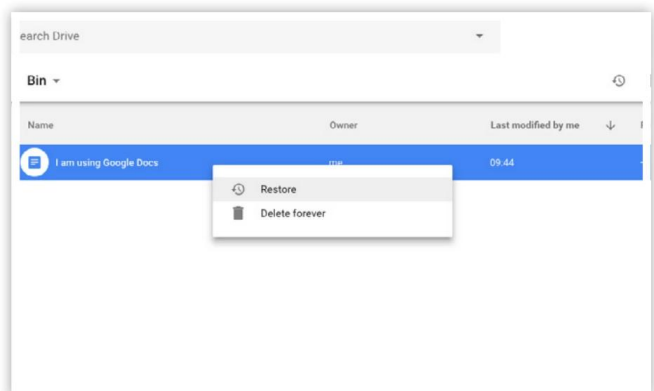 earch Drive
Bin
Name Owner Last modified by me
I am using Google Docs me 09:44
Restore
Delete forever